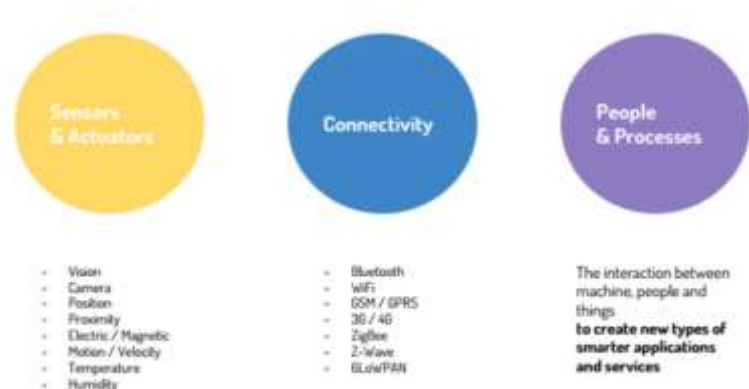 Sensors
& Actuators
Connectivity
People
& Processes
- Vision
- Camera
- Position
- Proximity
- Electric / Magnetic
- Motion / Velocity
- Temperature
- Humidity
- Bluetooth
- WiFi
- GSM / GPRS
- 3G / 4G
- ZigBee
- Z-Wave
- 6LoWPAN
The interaction between
machine, people and
things
to create new types of
smarter applications
and services